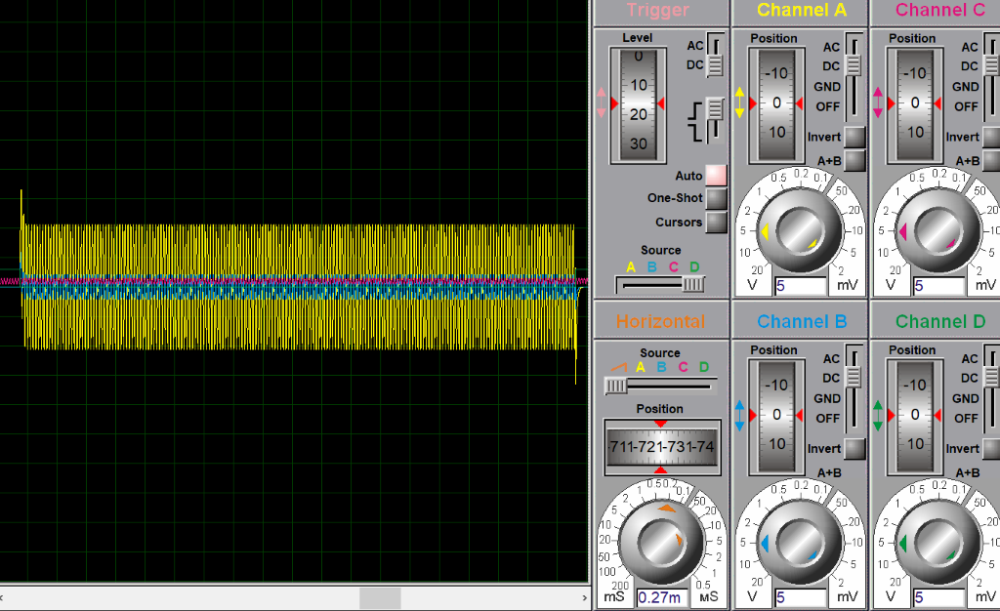 Trigger
Level
0
10
20
30
AC
DC
Auto
One-Shot
Cursors
Source
A B C D
Channel A
Position
-10
0
10
AC
DC
GND
OFF
Invert
A+B
0.5 0.2 0.1
1 50
2 20
5 10
10 5
20 2
V 5 mV
Channel C
Position
-10
0
10
AC
DC
GND
OFF
Invert
A+B
0.5 0.2 0.1
1 50
2 20
5 10
10 5
20 2
V 5 mV
Horizontal
Source
A B C D
Position
711-721-731-74
1 0.5 0.2 0.1
2 50
5 20
10 10
20 5
50 2
100 1
200 0.5
mS 0.27m мS
Channel B
Position
-10
0
10
AC
DC
GND
OFF
Invert
A+B
0.5 0.2 0.1
1 50
2 20
5 10
10 5
20 2
V 5 mV
Channel D
Position
-10
0
10
AC
DC
GND
OFF
Invert
A+B
0.5 0.2 0.1
1 50
2 20
5 10
10 5
20 2
V 5 mV